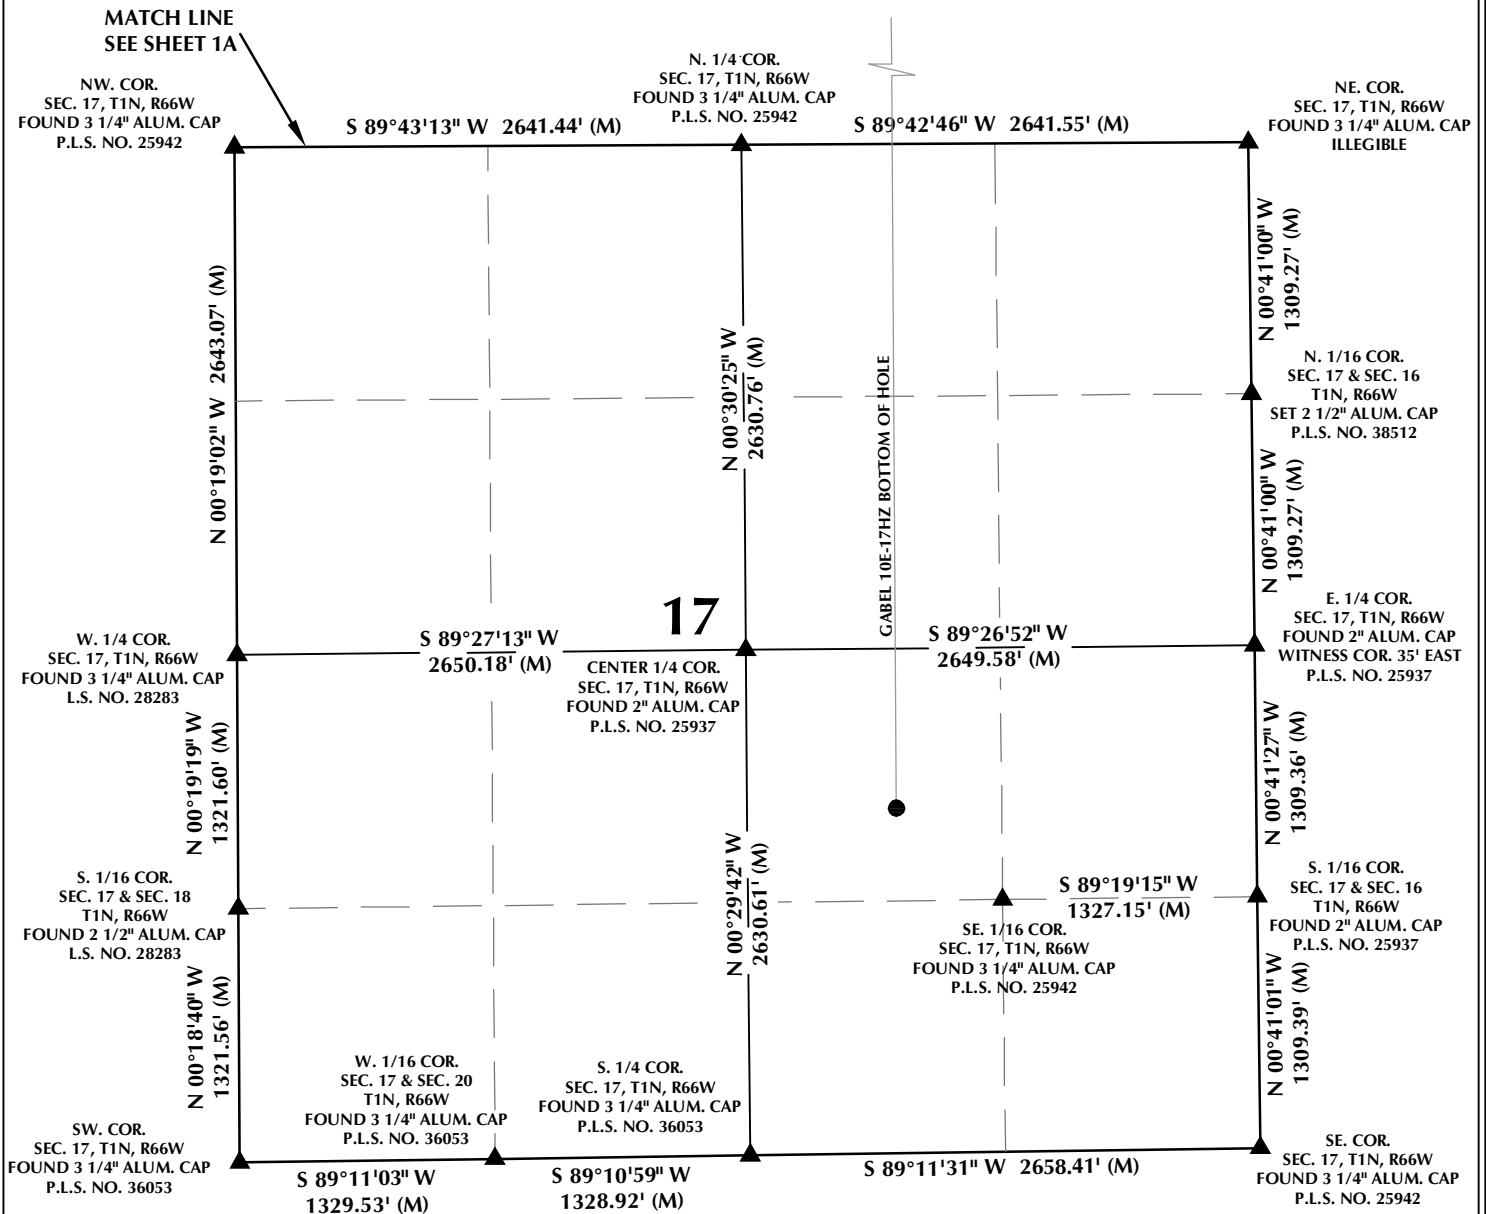 MATCH LINE
SEE SHEET 1A
NW. COR.
SEC. 17, T1N, R66W
FOUND 3 1/4" ALUM. CAP
P.L.S. NO. 25942
S 89°43'13" W 2641.44' (M)
N. 1/4 COR.
SEC. 17, T1N, R66W
FOUND 3 1/4" ALUM. CAP
P.L.S. NO. 25942
S 89°42'46" W 2641.55' (M)
NE. COR.
SEC. 17, T1N, R66W
FOUND 3 1/4" ALUM. CAP
ILLEGIBLE
N 00°19'02" W 2643.07' (M)
N 00°30'25" W
2630.76' (M)
GABEL 10E-17HZ BOTTOM OF HOLE
N 00°41'00" W
1309.27' (M)
N. 1/16 COR.
SEC. 17 & SEC. 16
T1N, R66W
SET 2 1/2" ALUM. CAP
P.L.S. NO. 38512
N 00°41'00" W
1309.27' (M)
W. 1/4 COR.
SEC. 17, T1N, R66W
FOUND 3 1/4" ALUM. CAP
L.S. NO. 28283
S 89°27'13" W
2650.18' (M)
17
CENTER 1/4 COR.
SEC. 17, T1N, R66W
FOUND 2" ALUM. CAP
P.L.S. NO. 25937
S 89°26'52" W
2649.58' (M)
E. 1/4 COR.
SEC. 17, T1N, R66W
FOUND 2" ALUM. CAP
WITNESS COR. 35' EAST
P.L.S. NO. 25937
N 00°19'19" W
1321.60' (M)
N 00°41'27" W
1309.36' (M)
S. 1/16 COR.
SEC. 17 & SEC. 18
T1N, R66W
FOUND 2 1/2" ALUM. CAP
L.S. NO. 28283
N 00°29'42" W
2630.61' (M)
S 89°19'15" W
1327.15' (M)
SE. 1/16 COR.
SEC. 17, T1N, R66W
FOUND 3 1/4" ALUM. CAP
P.L.S. NO. 25942
S. 1/16 COR.
SEC. 17 & SEC. 16
T1N, R66W
FOUND 2" ALUM. CAP
P.L.S. NO. 25937
N 00°18'40" W
1321.56' (M)
N 00°41'01" W
1309.39' (M)
SW. COR.
SEC. 17, T1N, R66W
FOUND 3 1/4" ALUM. CAP
P.L.S. NO. 36053
W. 1/16 COR.
SEC. 17 & SEC. 20
T1N, R66W
FOUND 3 1/4" ALUM. CAP
P.L.S. NO. 36053
S. 1/4 COR.
SEC. 17, T1N, R66W
FOUND 3 1/4" ALUM. CAP
P.L.S. NO. 36053
S 89°11'03" W
1329.53' (M)
S 89°10'59" W
1328.92' (M)
S 89°11'31" W 2658.41' (M)
SE. COR.
SEC. 17, T1N, R66W
FOUND 3 1/4" ALUM. CAP
P.L.S. NO. 25942